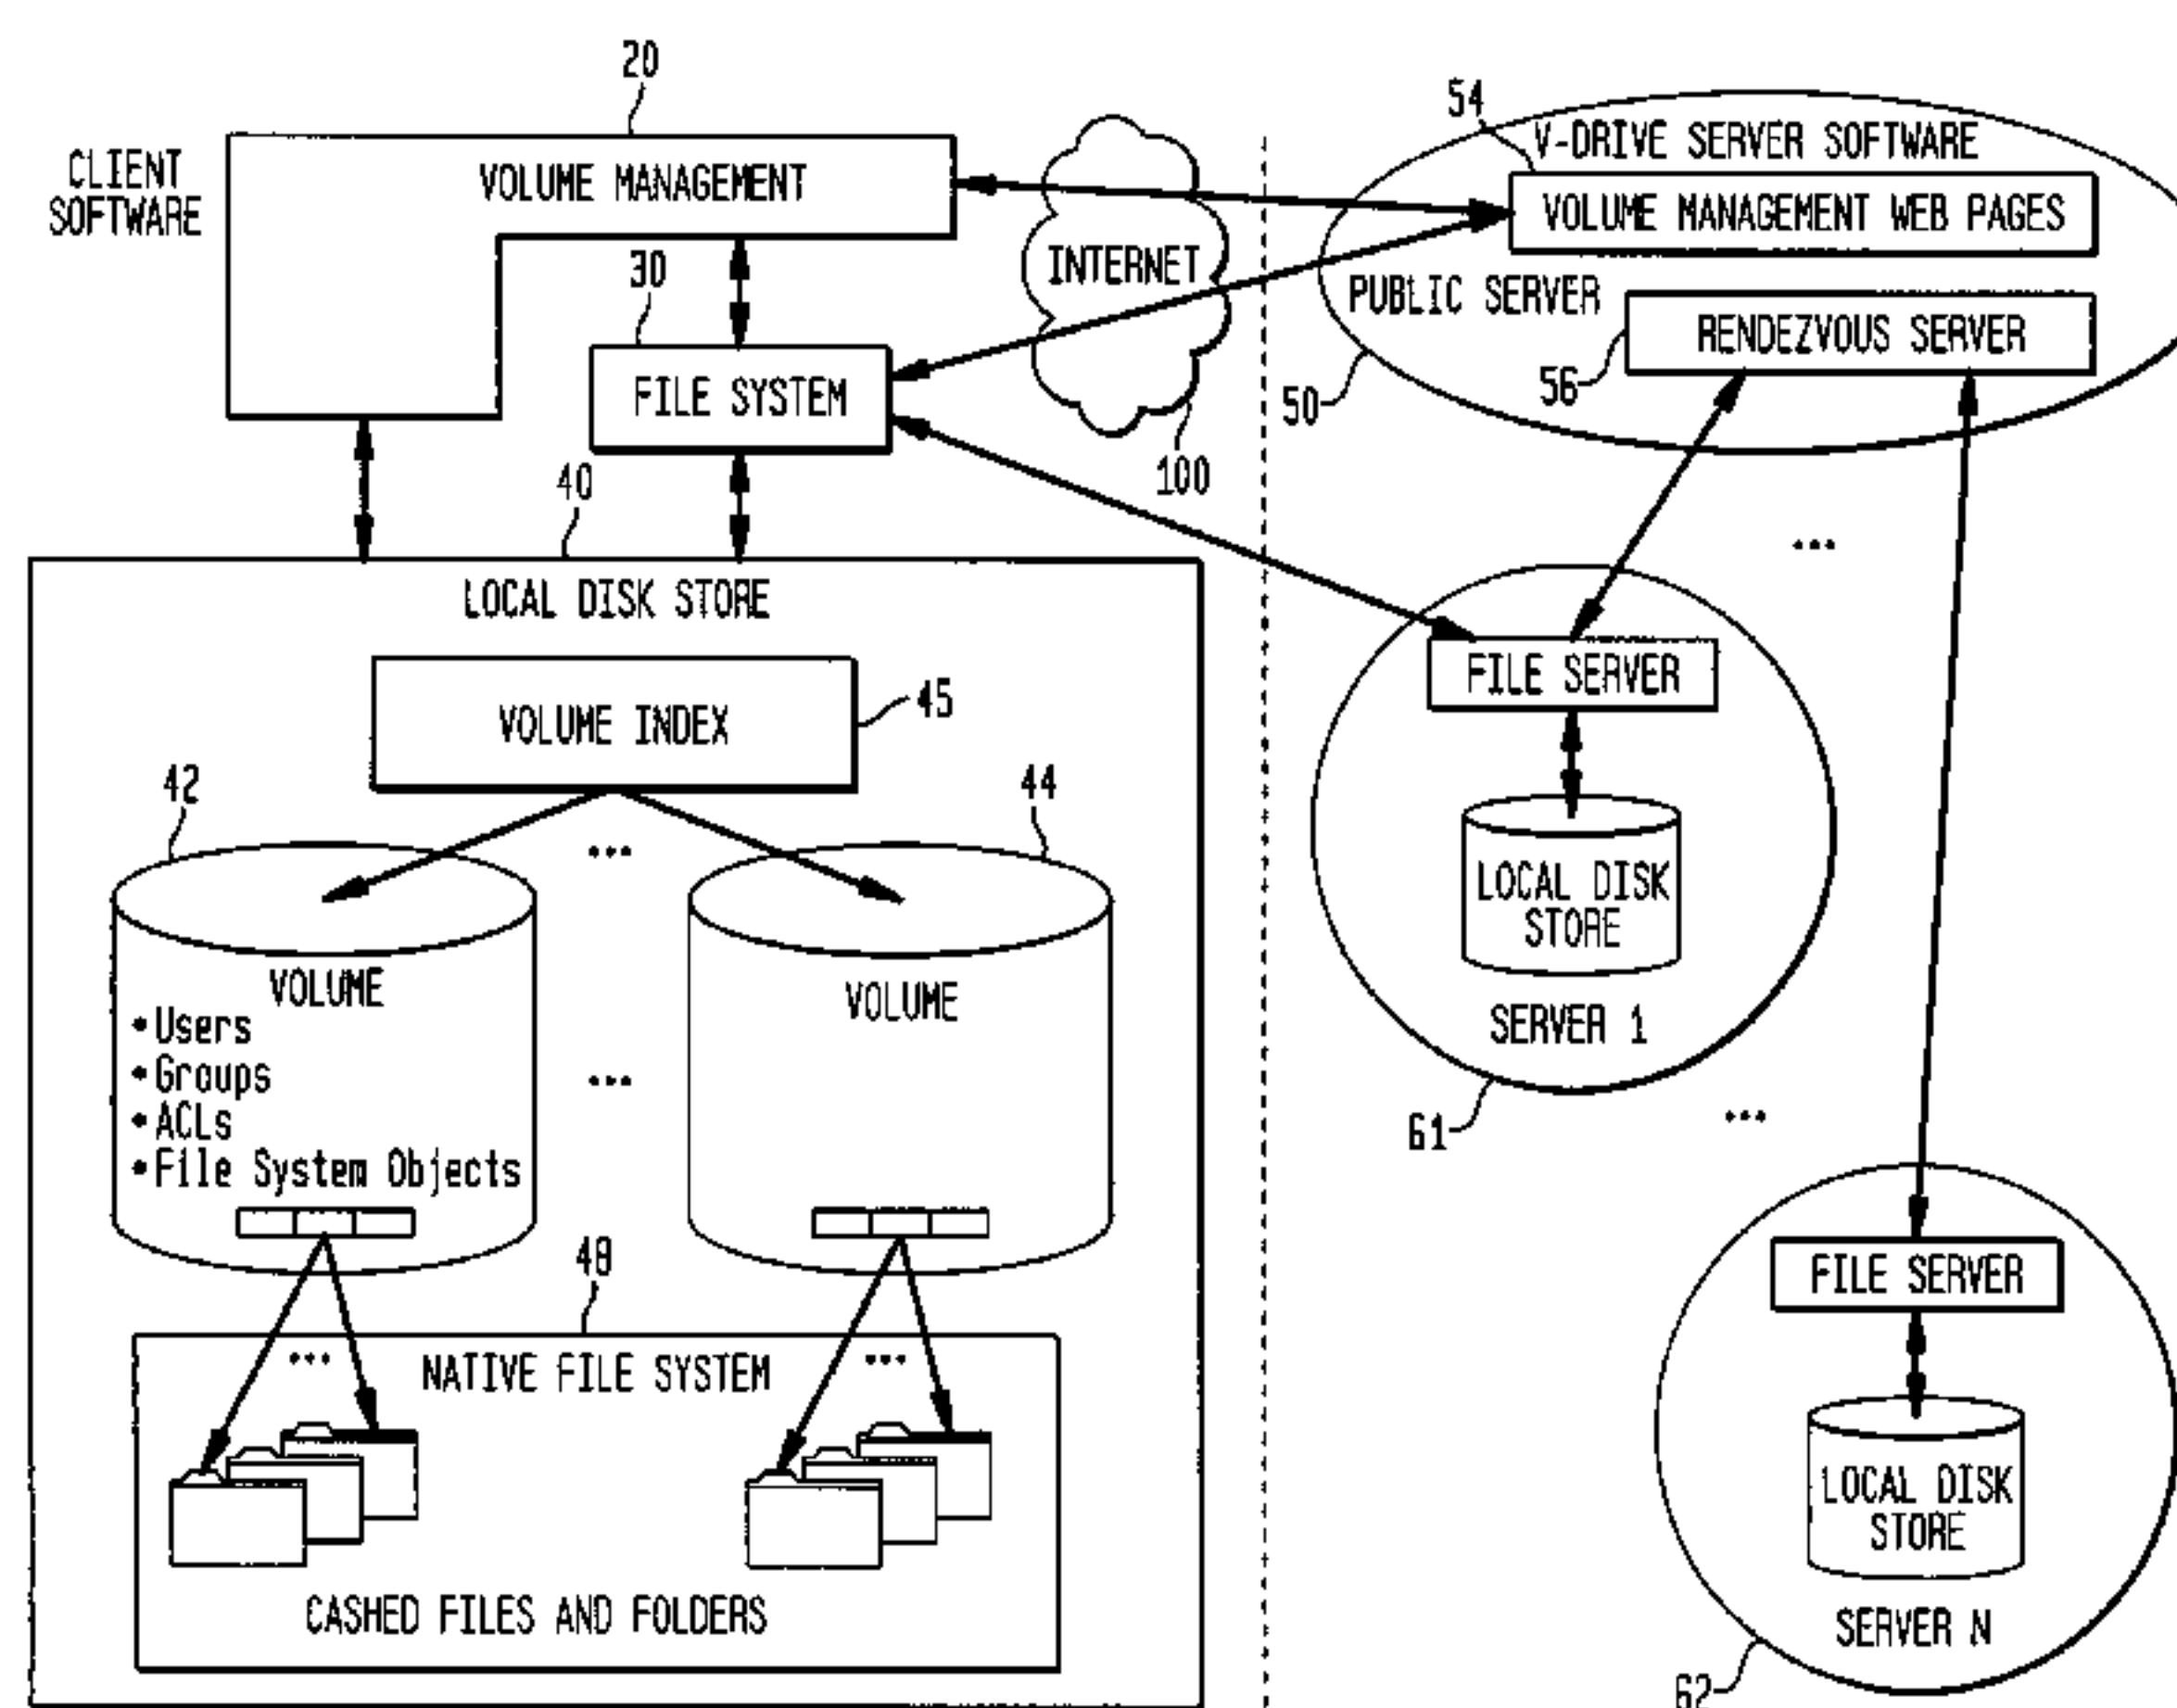 20
CLIENT
SOFTWARE
VOLUME MANAGEMENT
30
FILE SYSTEM
INTERNET
100
54
V-DRIVE SERVER SOFTWARE
VOLUME MANAGEMENT WEB PAGES
PUBLIC SERVER
RENDEZVOUS SERVER
56
50
...
40
LOCAL DISK STORE
VOLUME INDEX
45
42
...
44
VOLUME
• Users
• Groups
• ACLs
• File System Objects
...
VOLUME
48
...
NATIVE FILE SYSTEM
...
CASHED FILES AND FOLDERS
FILE SERVER
LOCAL DISK
STORE
SERVER 1
61
...
FILE SERVER
LOCAL DISK
STORE
SERVER N
62